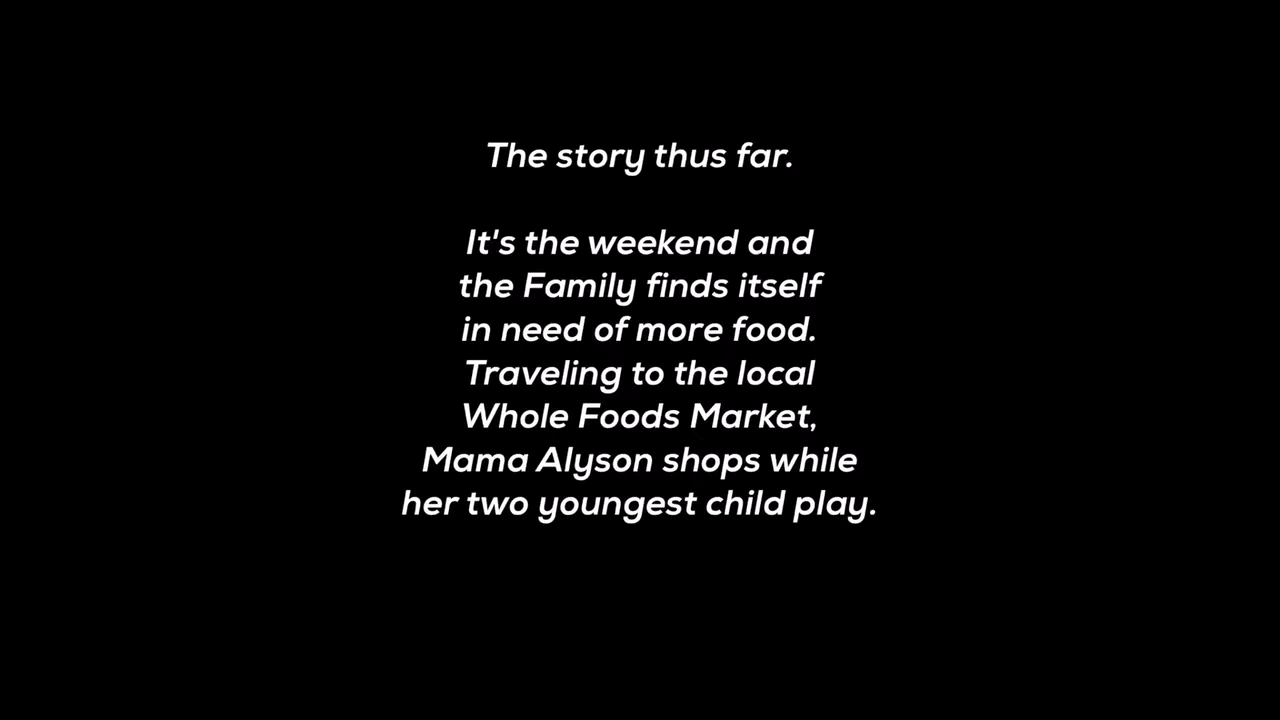 The story thus far.
It's the weekend and
the Family finds itself
in need of more food.
Traveling to the local
Whole Foods Market,
Mama Alyson shops while
her two youngest child play.